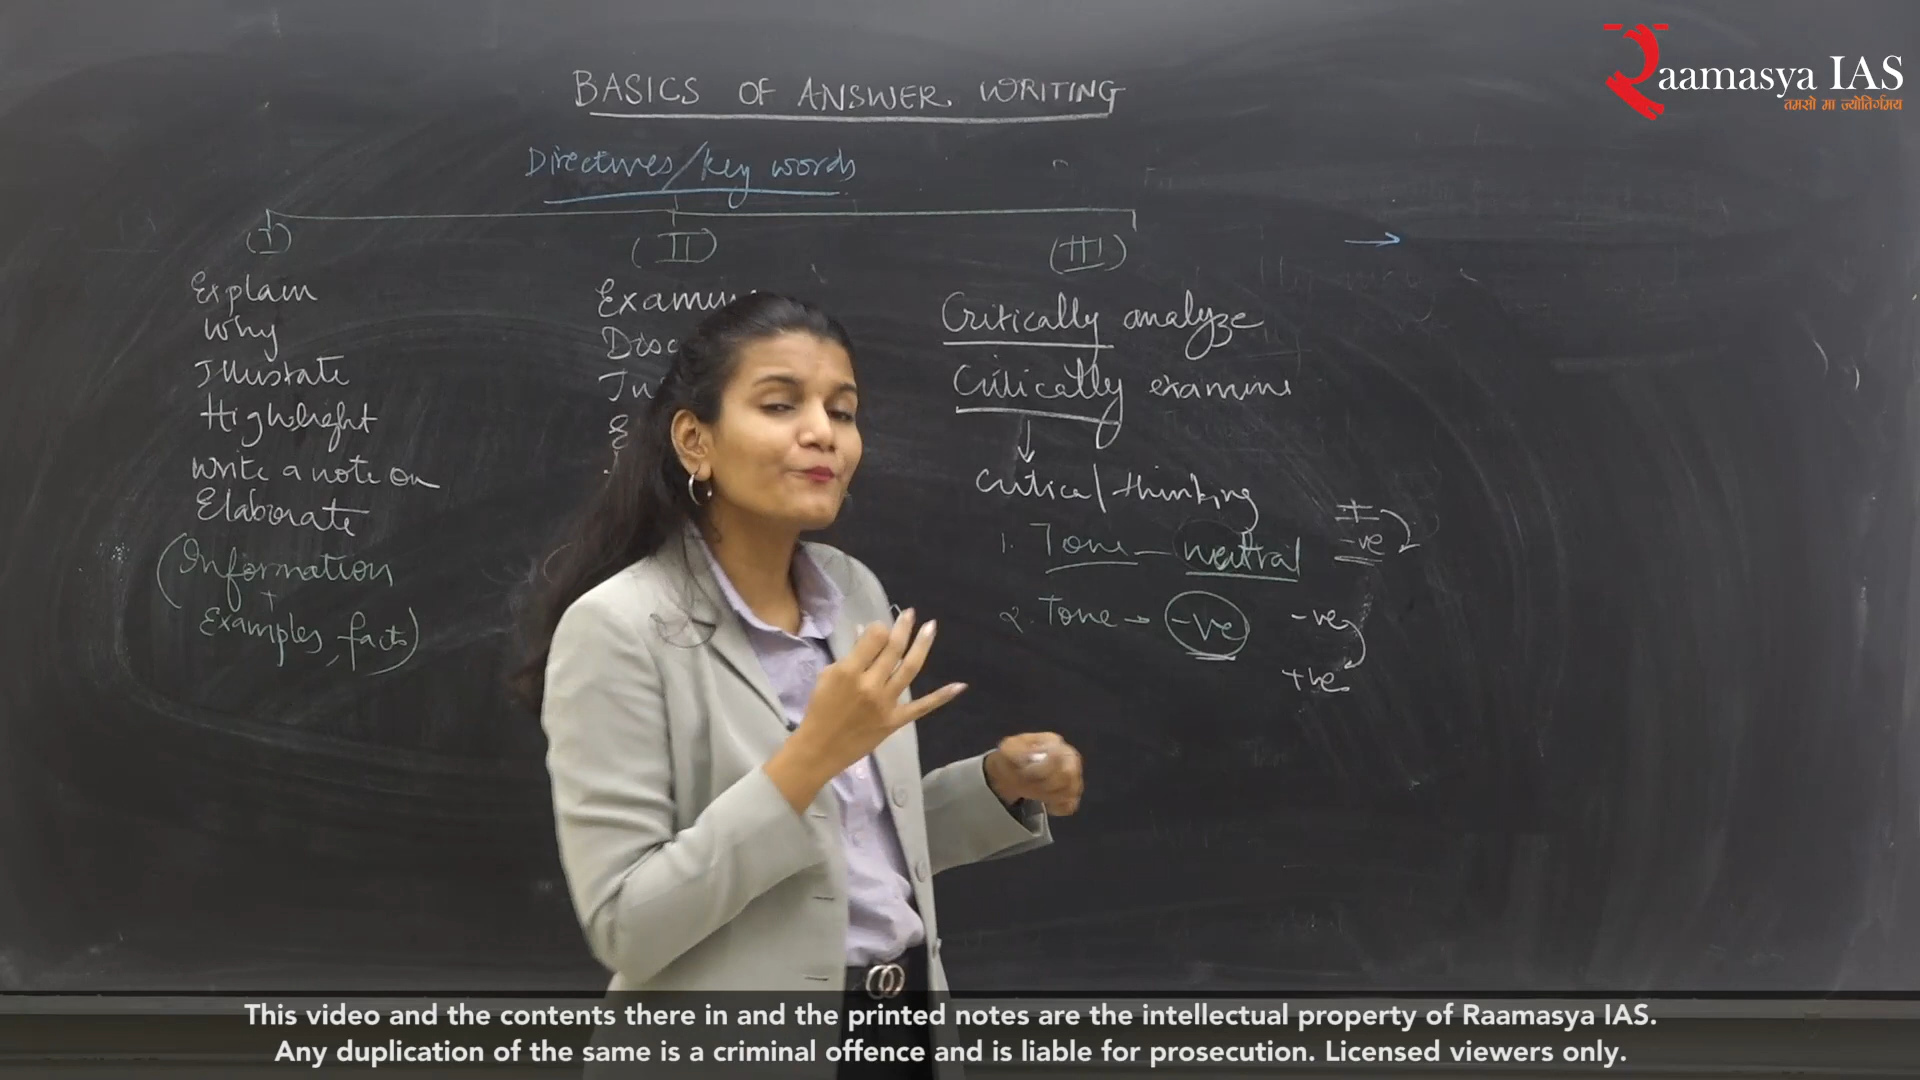 Raamasya IAS
तमसो मा ज्योतिर्गमय
BASICS OF ANSWER WRITING
Directives/key words
(I)
Explain
Why
Illustrate
Highlight
Write a note on
Elaborate
(Information
+
Examples, facts)
(II)
Examin
Disc
In
E
(III)
Critically analyze
Critically examine
↓
Critical thinking
1. Tone - neutral
+
-ve
2. Tone → -ve
-ve
+ve
→
This video and the contents there in and the printed notes are the intellectual property of Raamasya IAS.
Any duplication of the same is a criminal offence and is liable for prosecution. Licensed viewers only.